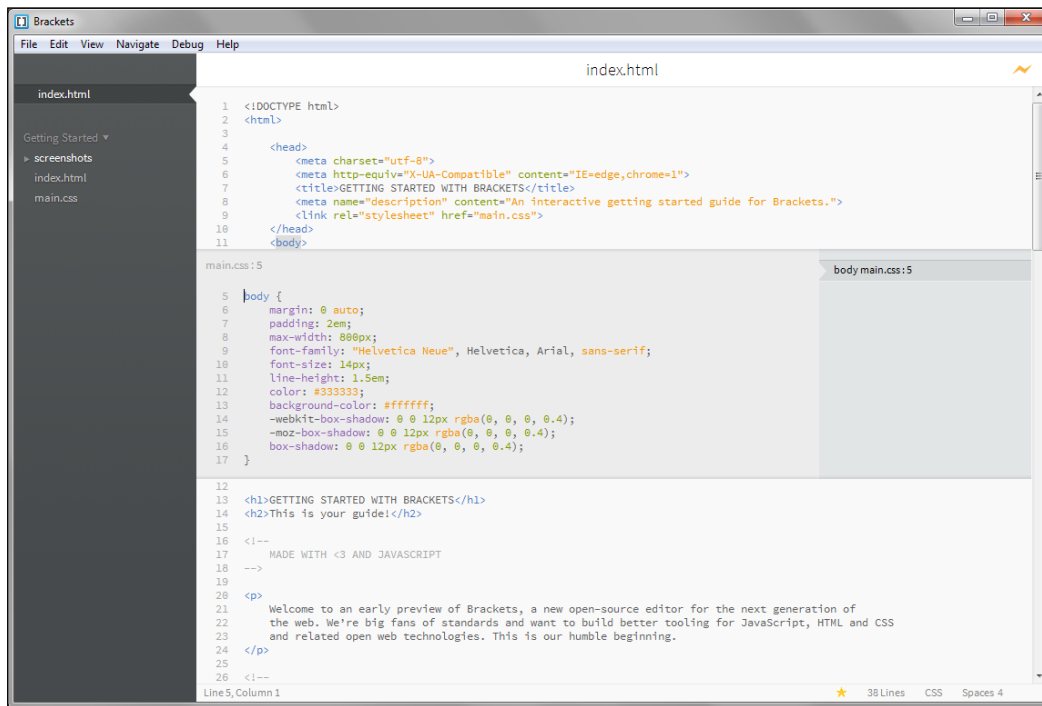 Brackets
File Edit View Navigate Debug Help
index.html
index.html
Getting Started
screenshots
index.html
main.css
1 <!DOCTYPE html>
2 <html>
3
4 <head>
5 <meta charset="utf-8">
6 <meta http-equiv="X-UA-Compatible" content="IE=edge,chrome=1">
7 <title>GETTING STARTED WITH BRACKETS</title>
8 <meta name="description" content="An interactive getting started guide for Brackets.">
9 <link rel="stylesheet" href="main.css">
10 </head>
11 <body>
main.css : 5
body main.css : 5
5 body {
6 margin: 0 auto;
7 padding: 2em;
8 max-width: 800px;
9 font-family: "Helvetica Neue", Helvetica, Arial, sans-serif;
10 font-size: 14px;
11 line-height: 1.5em;
12 color: #333333;
13 background-color: #ffffff;
14 -webkit-box-shadow: 0 0 12px rgba(0, 0, 0, 0.4);
15 -moz-box-shadow: 0 0 12px rgba(0, 0, 0, 0.4);
16 box-shadow: 0 0 12px rgba(0, 0, 0, 0.4);
17 }
12
13 <h1>GETTING STARTED WITH BRACKETS</h1>
14 <h2>This is your guide!</h2>
15
16 <!--
17 MADE WITH <3 AND JAVASCRIPT
18 -->
19
20 <p>
21 Welcome to an early preview of Brackets, a new open-source editor for the next generation of
22 the web. We're big fans of standards and want to build better tooling for JavaScript, HTML and CSS
23 and related open web technologies. This is our humble beginning.
24 </p>
25
26 <!--
Line 5, Column 1
38 Lines CSS Spaces 4